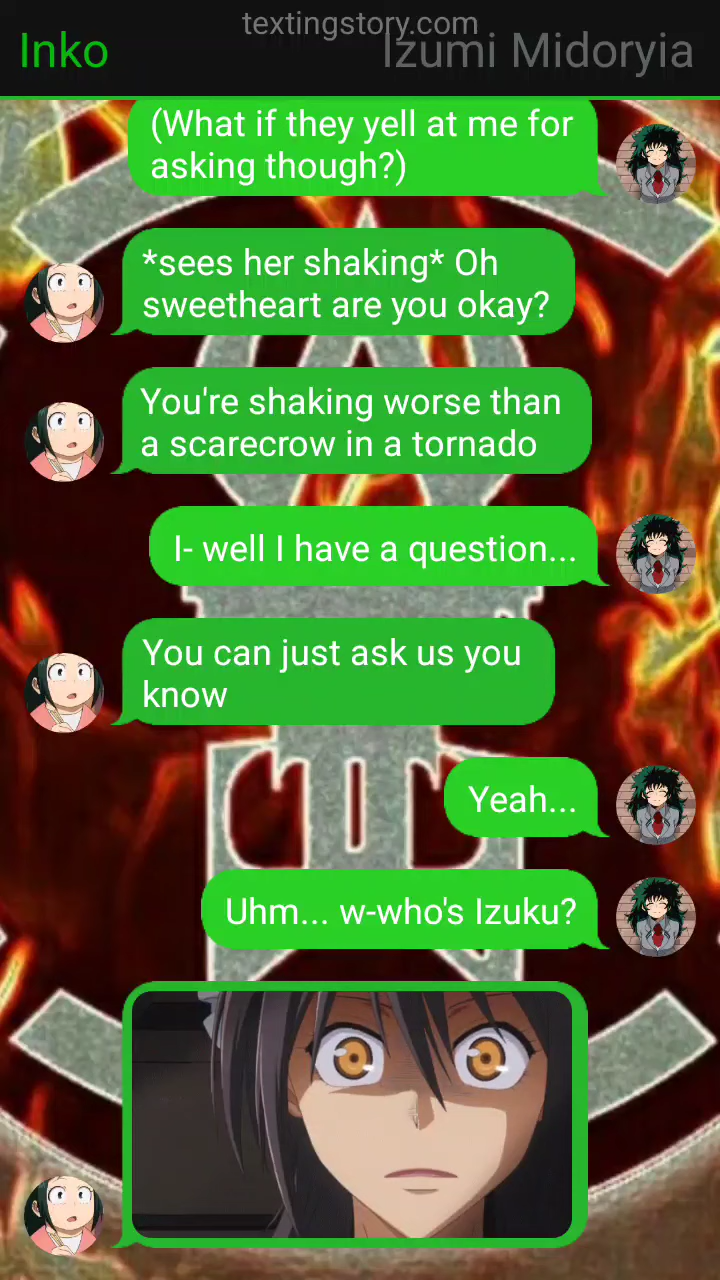 textingstory.com
Inko
Izumi Midoryia
(What if they yell at me for
asking though?)
*sees her shaking* Oh
sweetheart are you okay?
You're shaking worse than
a scarecrow in a tornado
I- well I have a question...
You can just ask us you
know
Yeah...
Uhm... w-who's Izuku?